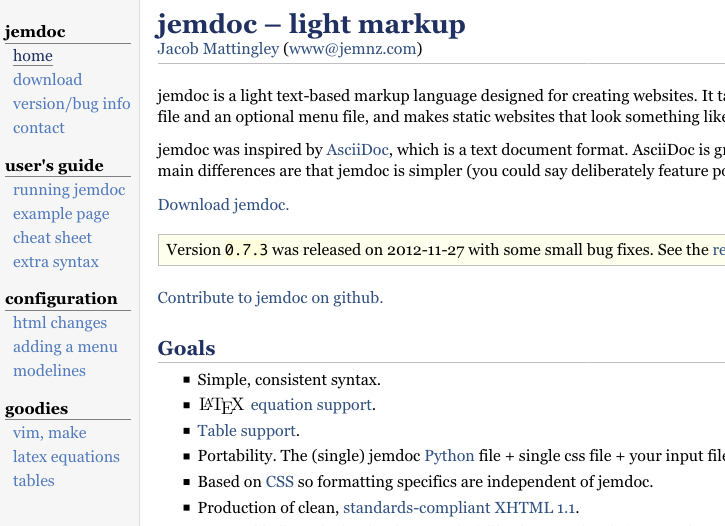 jemdoc
home
download
version/bug info
contact
user's guide
running jemdoc
example page
cheat sheet
extra syntax
configuration
html changes
adding a menu
modelines
goodies
vim, make
latex equations
tables
jemdoc – light markup
Jacob Mattingley (www@jemnz.com)
jemdoc is a light text-based markup language designed for creating websites. It
file and an optional menu file, and makes static websites that look something like
jemdoc was inspired by AsciiDoc, which is a text document format. AsciiDoc is
main differences are that jemdoc is simpler (you could say deliberately feature
Download jemdoc.
Version 0.7.3 was released on 2012-11-27 with some small bug fixes. See the
Contribute to jemdoc on github.
Goals
Simple, consistent syntax.
LATEX equation support.
Table support.
Portability. The (single) jemdoc Python file + single css file + your input file
Based on CSS so formatting specifics are independent of jemdoc.
Production of clean, standards-compliant XHTML 1.1.